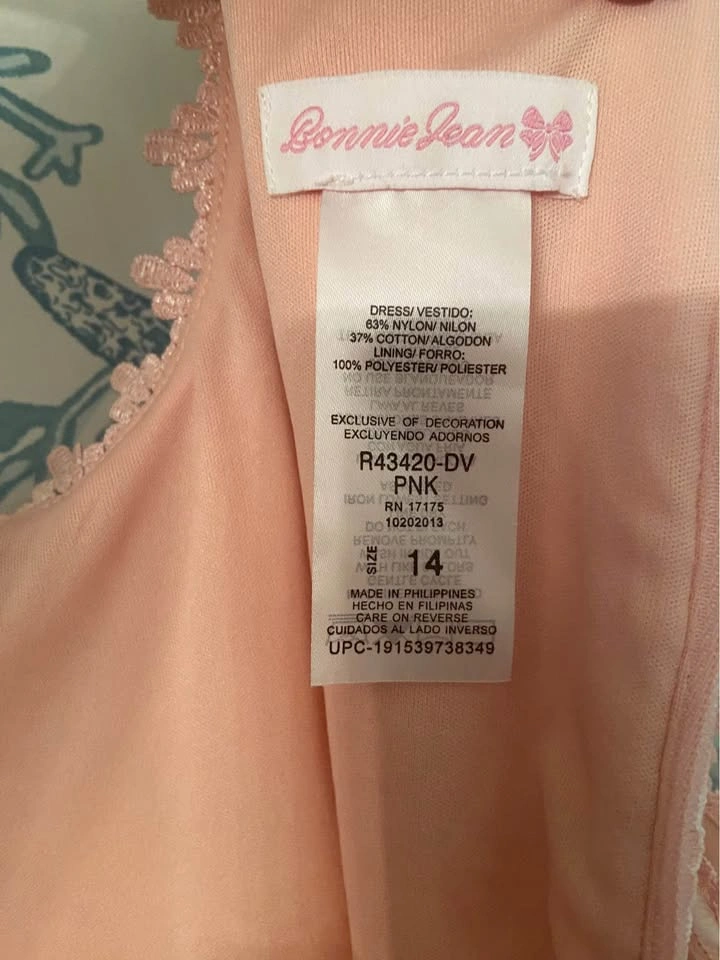 Bonnie Jean
DRESS/ VESTIDO:
63% NYLON/ NILON
37% COTTON/ ALGODON
LINING/ FORRO:
100% POLYESTER/ POLIESTER
EXCLUSIVE OF DECORATION
EXCLUYENDO ADORNOS
R43420-DV
PNK
RN 17175
10202013
SIZE 14
MADE IN PHILIPPINES
HECHO EN FILIPINAS
CARE ON REVERSE
CUIDADOS AL LADO INVERSO
UPC-191539738349